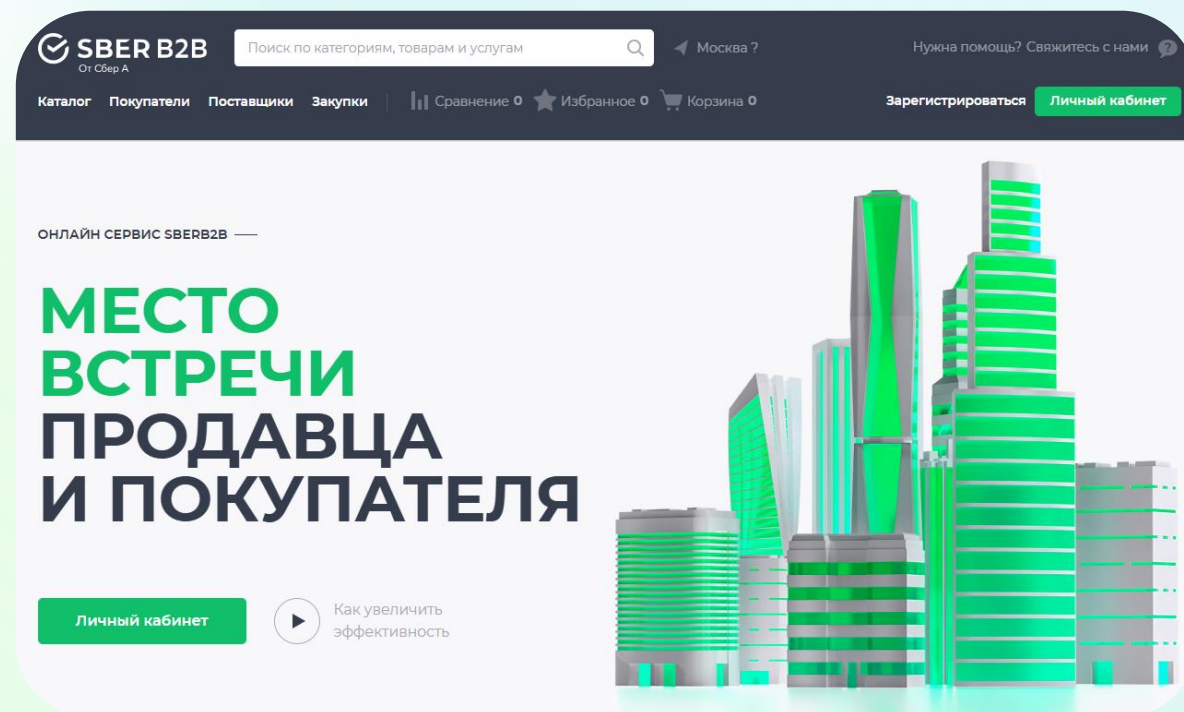 SBER B2B
От Сбер А
Поиск по категориям, товарам и услугам
Москва ?
Нужна помощь? Свяжитесь с нами ?
Каталог Покупатели Поставщики Закупки Сравнение 0 Избранное 0 Корзина 0
Зарегистрироваться Личный кабинет
ОНЛАЙН СЕРВИС SBERB2B
МЕСТО
ВСТРЕЧИ
ПРОДАВЦА
И ПОКУПАТЕЛЯ
Личный кабинет
Как увеличить
эффективность